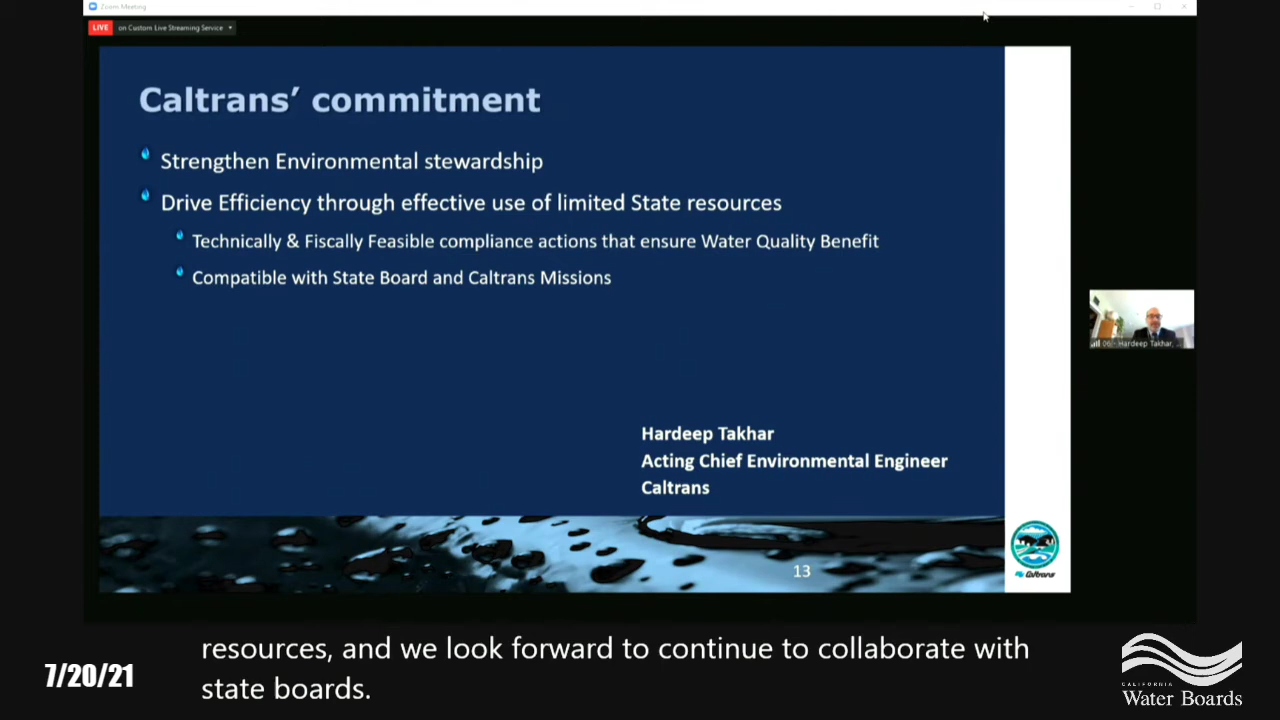 Zoom Meeting
LIVE
on Custom Live Streaming Service
Caltrans’ commitment
Strengthen Environmental stewardship
Drive Efficiency through effective use of limited State resources
Technically & Fiscally Feasible compliance actions that ensure Water Quality Benefit
Compatible with State Board and Caltrans Missions
Hardeep Takhar
Acting Chief Environmental Engineer
Caltrans
13
Caltrans
06 - Hardeep Takhar, ...
resources, and we look forward to continue to collaborate with
state boards.
7/20/21
CALIFORNIA
Water Boards